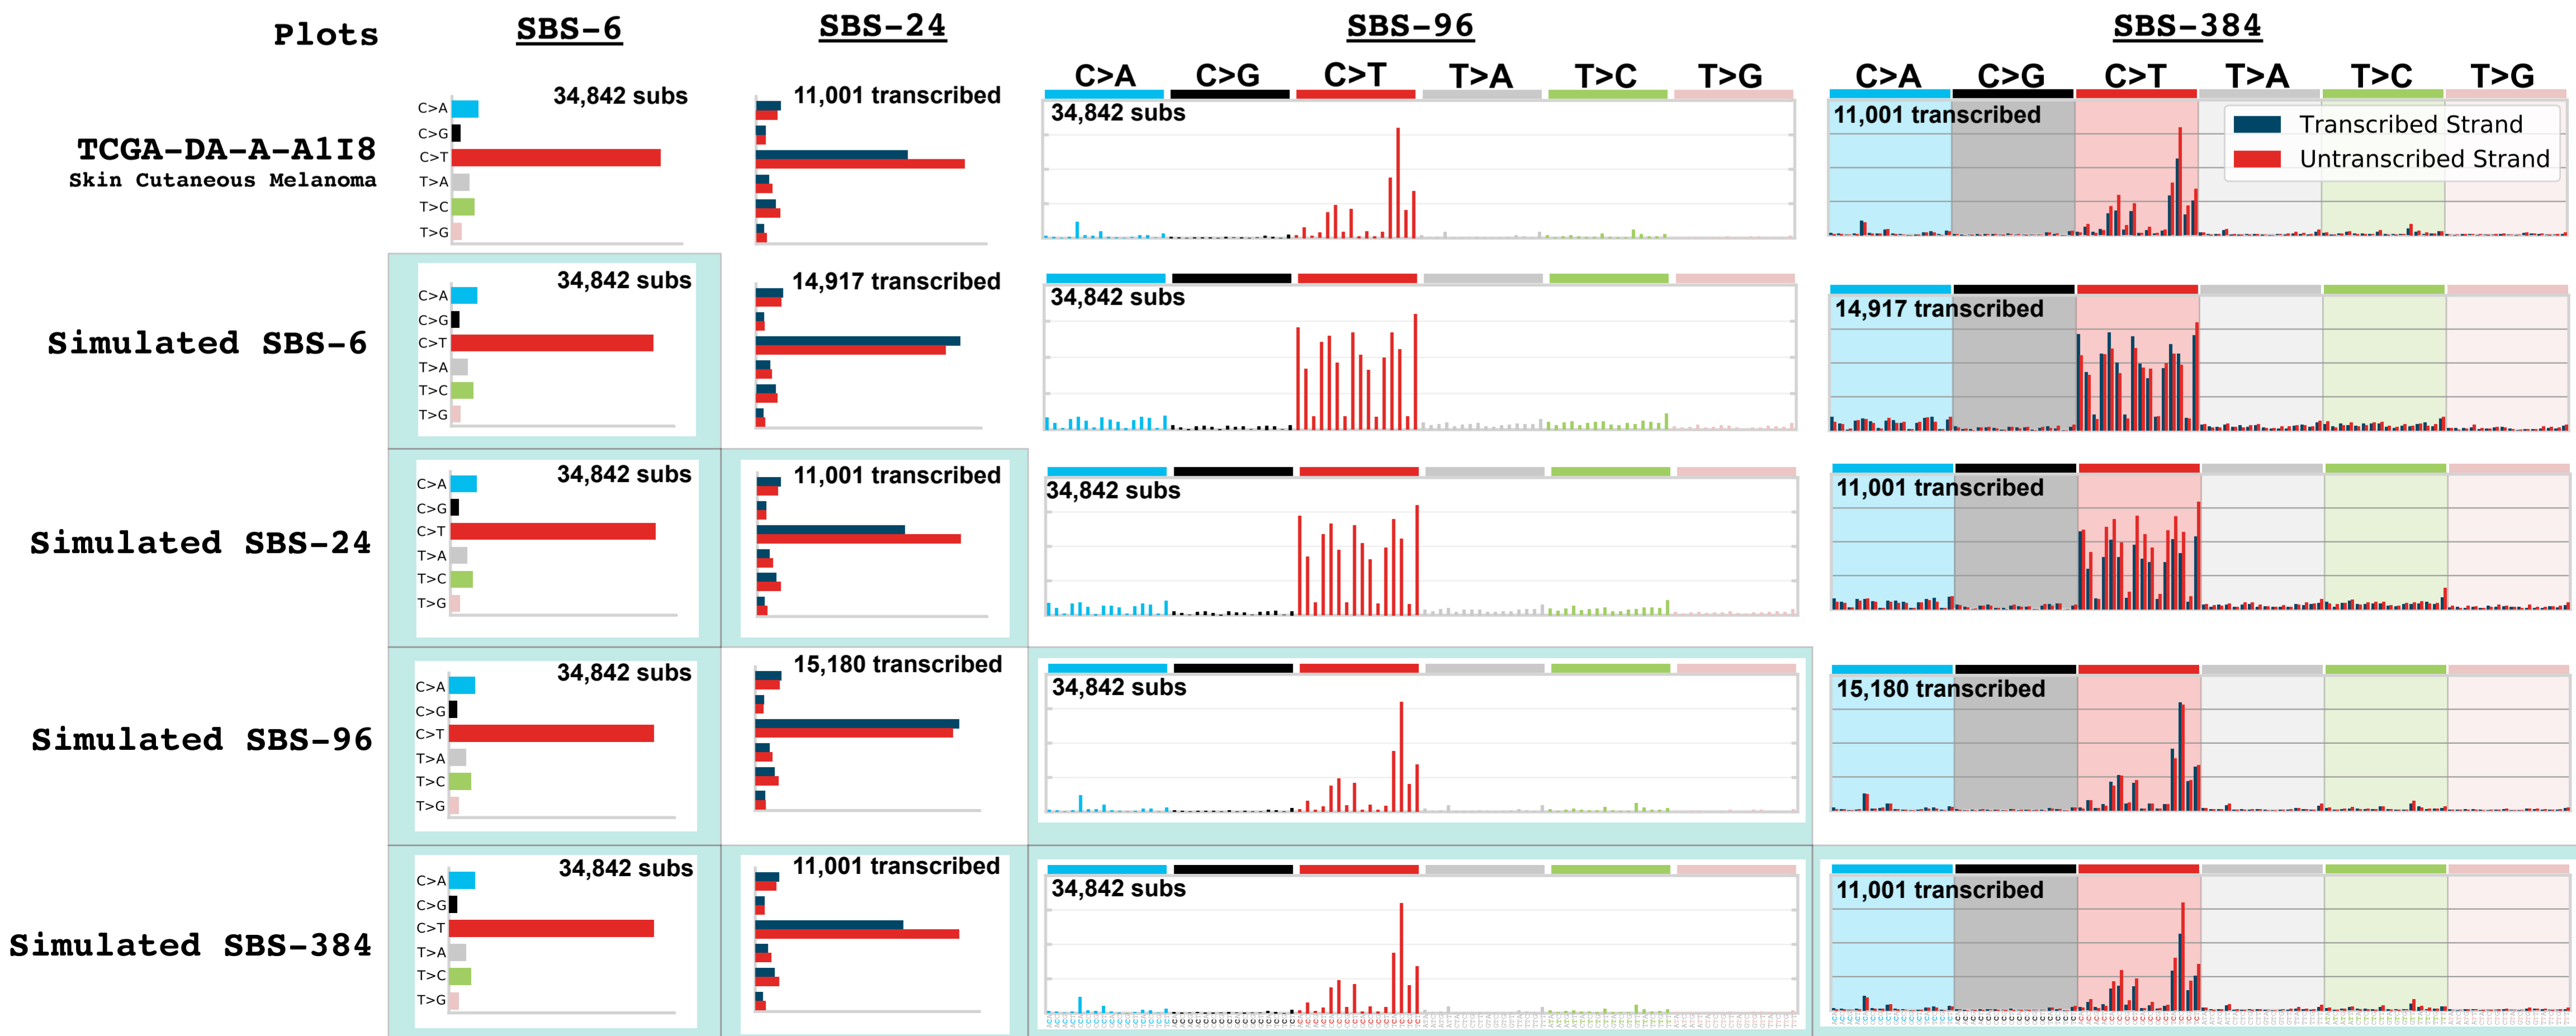 Plots SBS-6 SBS-24 SBS-96 SBS-384
C>A C>G C>T T>A T>C T>G C>A C>G C>T T>A T>C T>G
TCGA-DA-A-A1I8
Skin Cutaneous Melanoma
34,842 subs
C>A
C>G
C>T
T>A
T>C
T>G
11,001 transcribed
34,842 subs
11,001 transcribed
Transcribed Strand
Untranscribed Strand
Simulated SBS-6
34,842 subs
C>A
C>G
C>T
T>A
T>C
T>G
14,917 transcribed
34,842 subs
14,917 transcribed
Simulated SBS-24
34,842 subs
C>A
C>G
C>T
T>A
T>C
T>G
11,001 transcribed
34,842 subs
11,001 transcribed
Simulated SBS-96
34,842 subs
C>A
C>G
C>T
T>A
T>C
T>G
15,180 transcribed
34,842 subs
15,180 transcribed
Simulated SBS-384
34,842 subs
C>A
C>G
C>T
T>A
T>C
T>G
11,001 transcribed
34,842 subs
11,001 transcribed